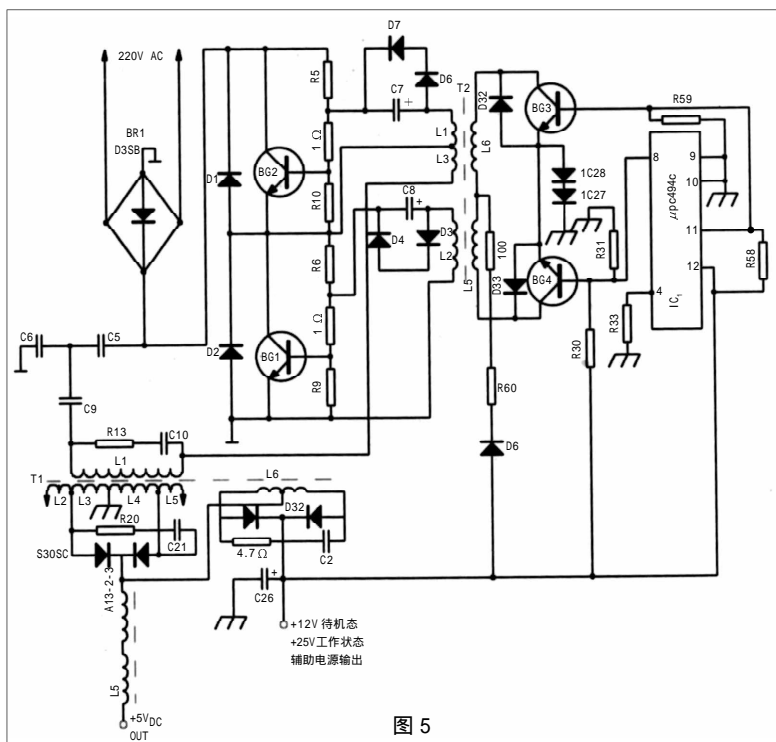 D7
220V AC
R5
D6
C7
+
T2
D32
BG3
R59
BR1
D3SB
1 Ω
L1
L3
L6
8
9
10
11
12
4
μpc494c
IC1
D1
BG2
R10
C8
+
1C28
1C27
R31
D4
D3
L2
100
R58
R6
L5
D33
BG4
R33
C6
C5
D2
1 Ω
BG1
R9
R30
C9
R60
R13
C10
D6
L1
T1
L2
L3
L4
L5
L6
R20
C21
D32
S30SC
4.7Ω
C2
A13-2-3
C26
+
+12V 待机态
+25V工作状态
辅助电源输出
L5
+5VDC
OUT
图 5